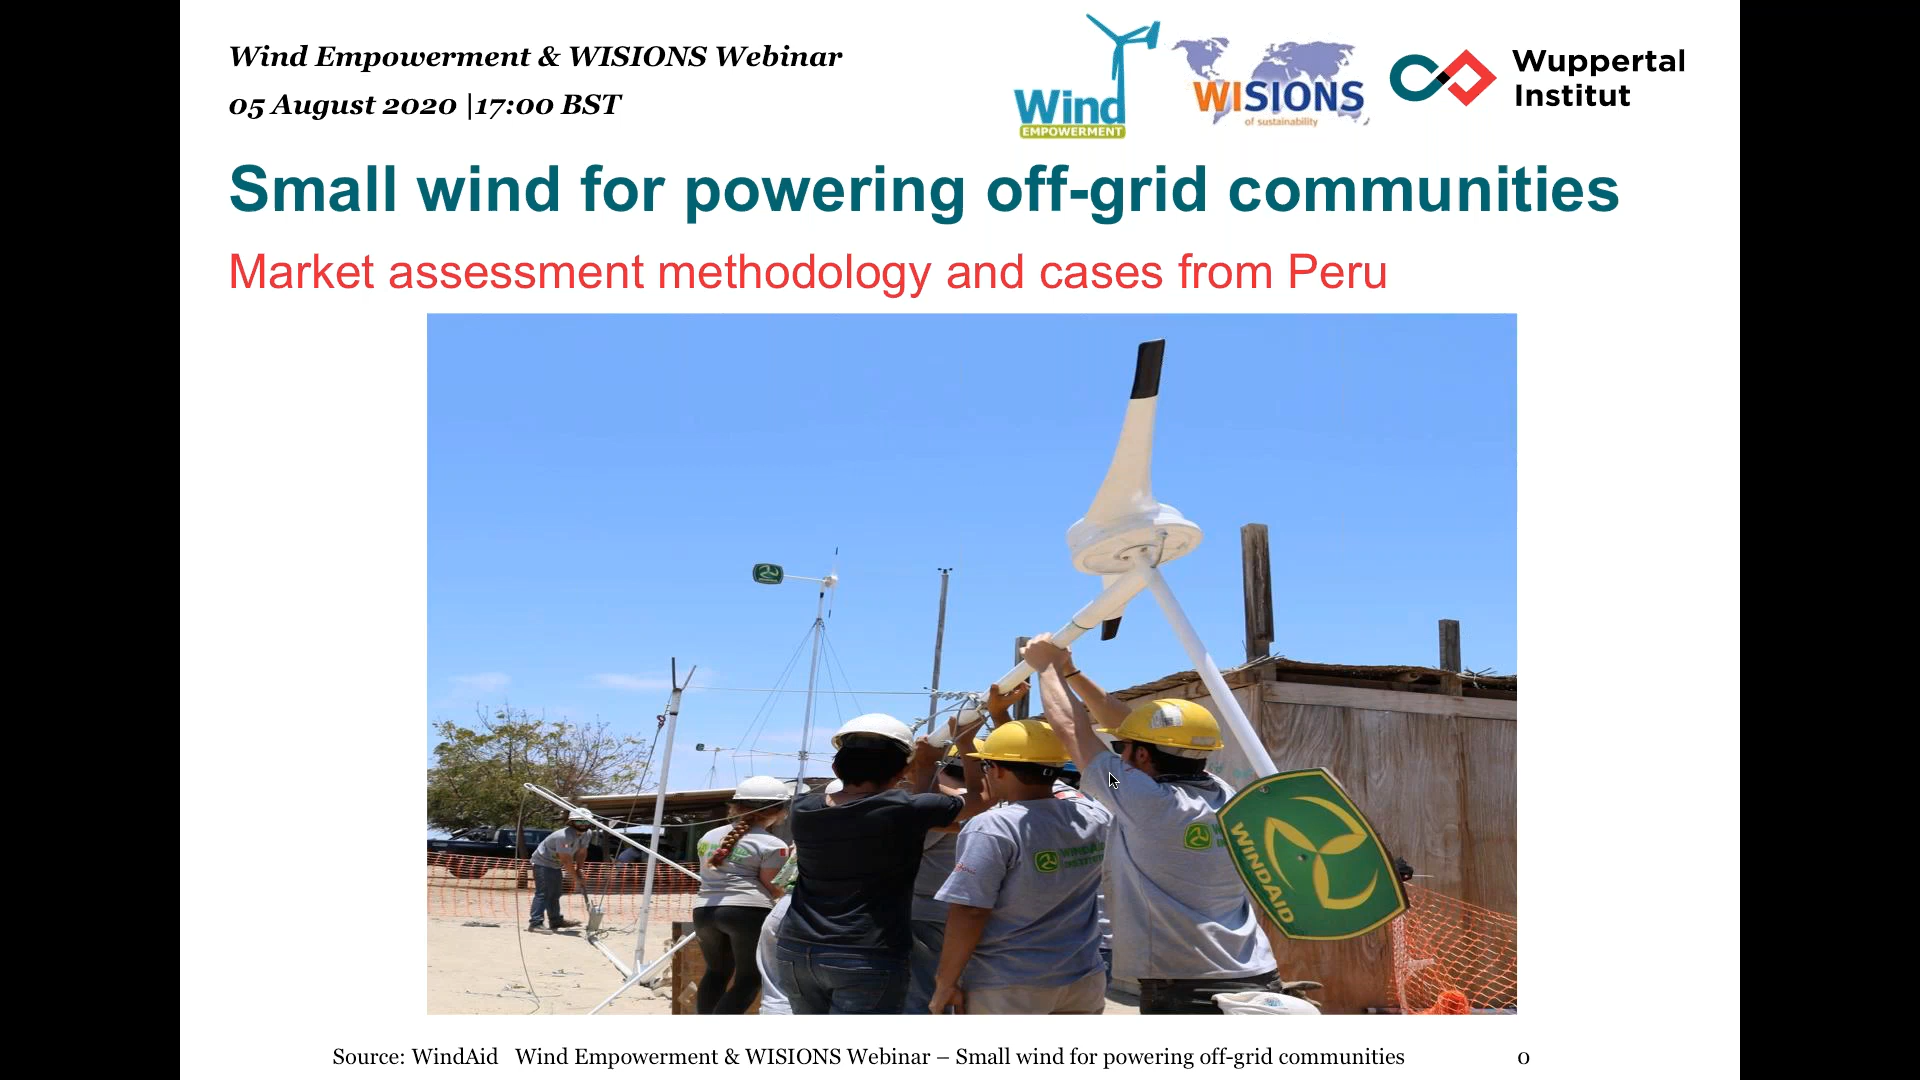 Wind Empowerment & WISIONS Webinar
05 August 2020 |17:00 BST
Wind
EMPOWERMENT
WISIONS
of sustainability
Wuppertal
Institut
Small wind for powering off-grid communities
Market assessment methodology and cases from Peru
WINDAID
INSTITUTE
WINDAID
Source: WindAid Wind Empowerment & WISIONS Webinar – Small wind for powering off-grid communities 0